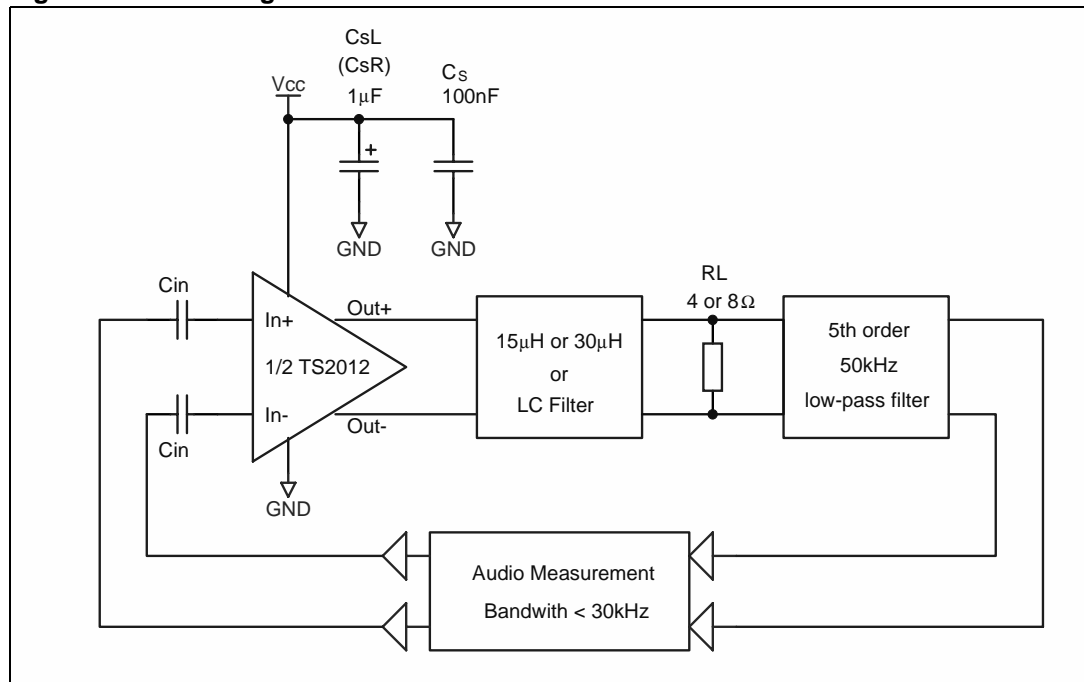 CsL
(CsR)
1μF
Cs
100nF
Vcc
GND
GND
Cin
In+
Out+
1/2 TS2012
In-
Out-
Cin
GND
15μH or 30μH
or
LC Filter
RL
4 or 8Ω
5th order
50kHz
low-pass filter
Audio Measurement
Bandwith < 30kHz
+